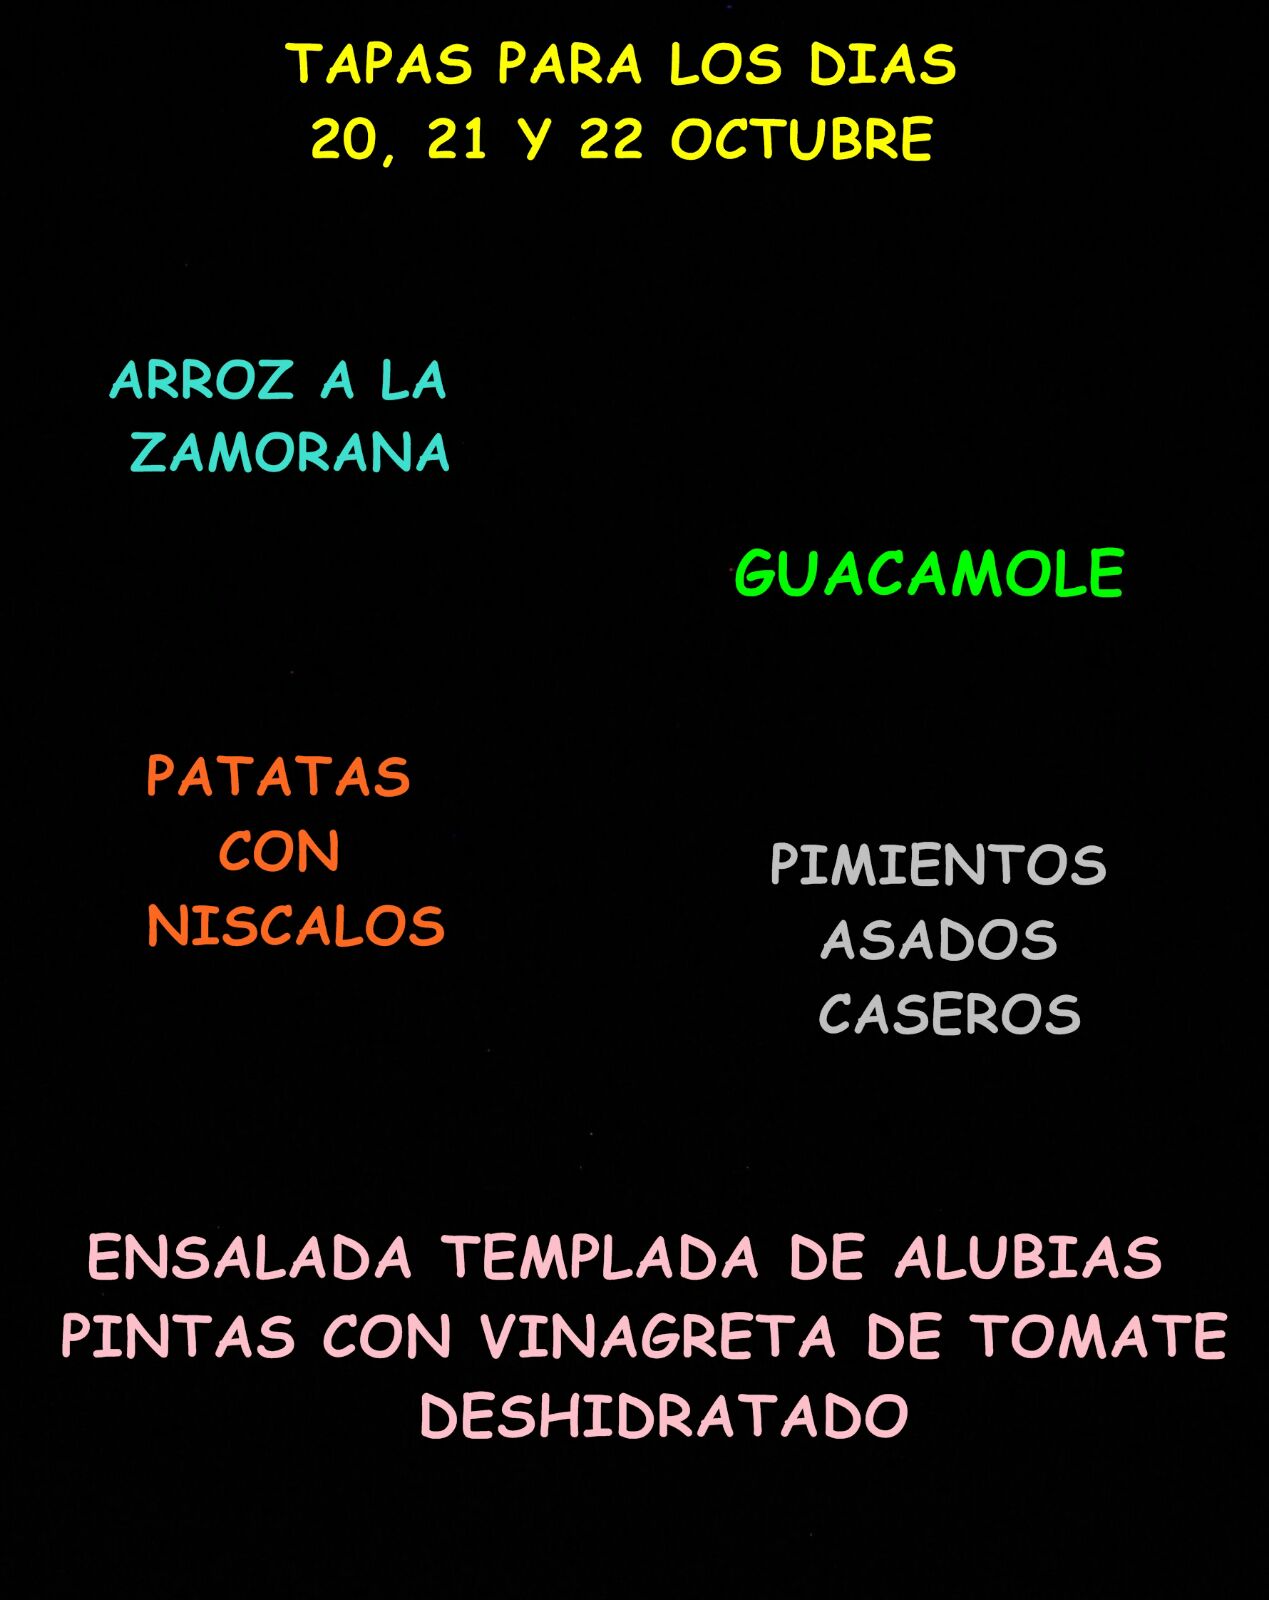 TAPAS PARA LOS DIAS
20, 21 Y 22 OCTUBRE
ARROZ A LA
ZAMORANA
GUACAMOLE
PATATAS
CON
NISCALOS
PIMIENTOS
ASADOS
CASEROS
ENSALADA TEMPLADA DE ALUBIAS
PINTAS CON VINAGRETA DE TOMATE
DESHIDRATADO